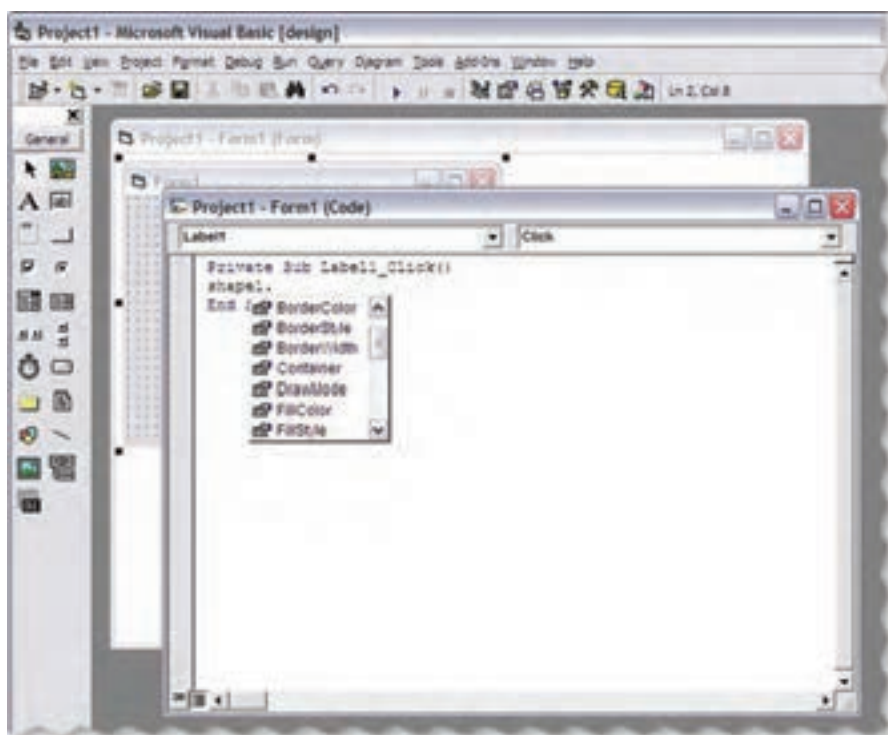 Project1 - Microsoft Visual Basic [design]
File Edit View Project Format Debug Run Query Diagram Tools Add-Ins Window Help
Ln 2, Col 8
General
Project1 - Form1 (Form)
Form1
Project1 - Form1 (Code)
Label1
Click
Private Sub Label1_Click()
shape1.
End
BorderColor
BorderStyle
BorderWidth
Container
DrawMode
FillColor
FillStyle